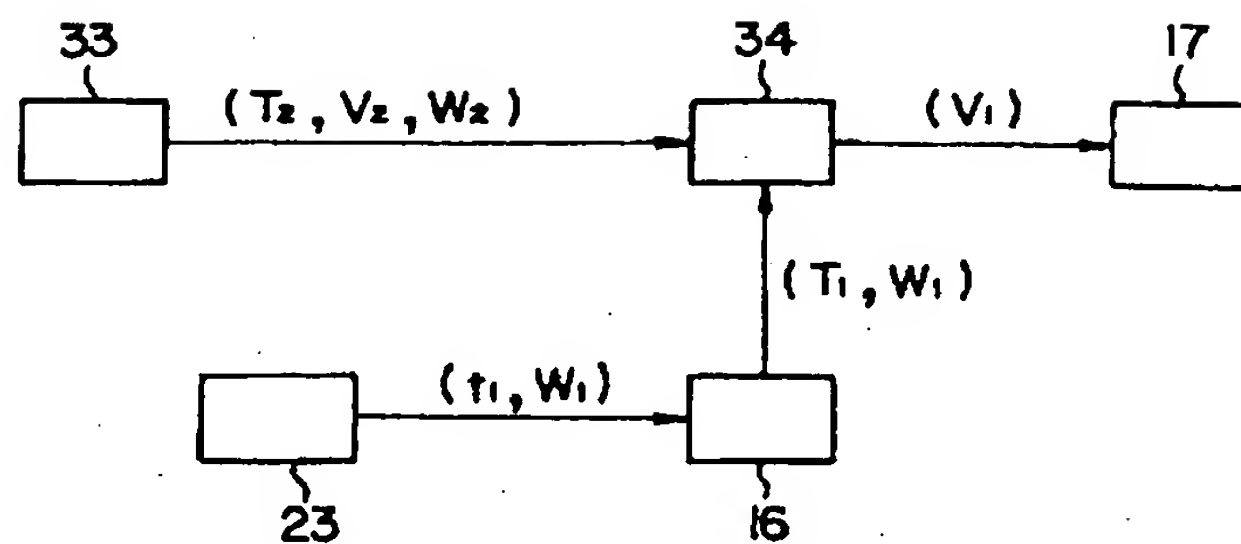 33
34
17
(T₂, V₂, W₂)
(V₁)
(T₁, W₁)
(t₁, W₁)
23
16